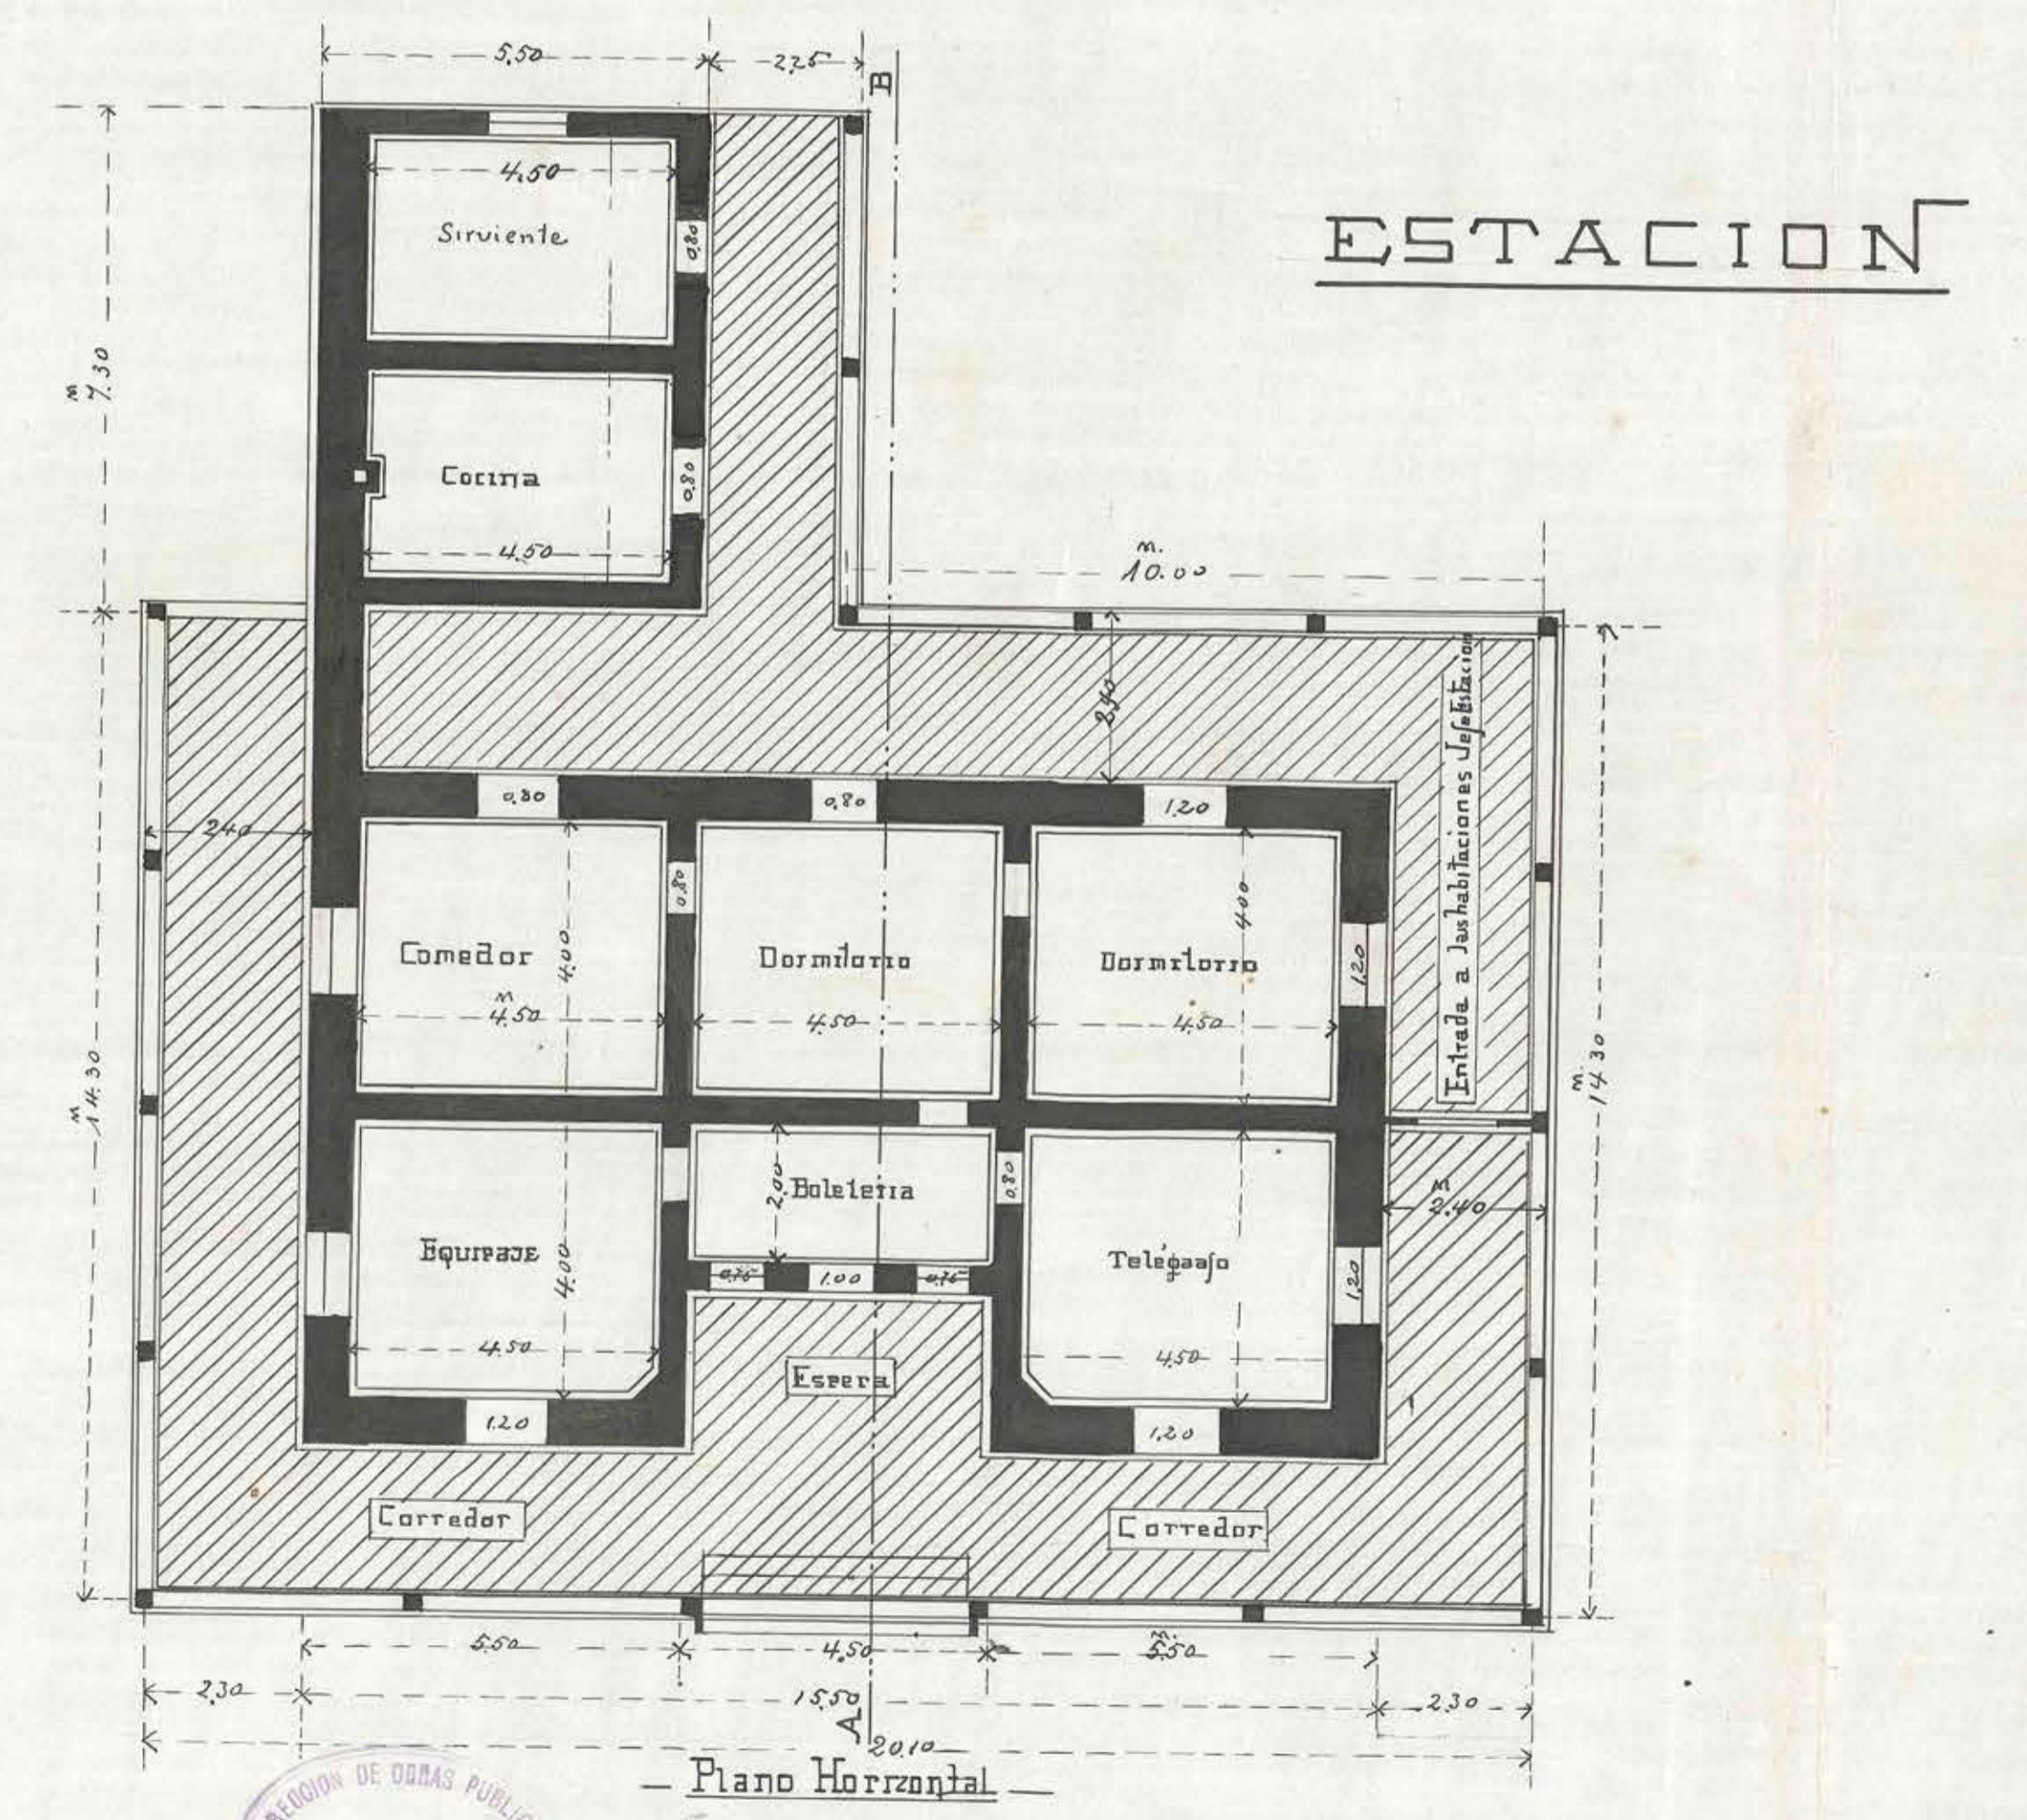 5.50
2.25
B
4.50
Sirviente
0.80
ESTACION
m 7.30
Cocina
0.80
4.50
m. 10.00
2.40
Entrada a las habitaciones Jefe Estacion
0.80
0.80
1.20
2.40
0.80
4.00
4.00
Comedor
Dormitorio
Dormitorio
1.20
m 4.50
4.50
4.50
m 14.30
m. 14.30
0.80
2.00
Boleteria
m 2.40
Equipaje
4.00
Telégrafo
0.75
1.00
0.75
1.20
4.50
Espera
4.50
1.20
1.20
Corredor
Corredor
5.50
4.50
m. 5.50
2.30
15.50
2.30
A
20.10
— Plano Horizontal —
DE OBRAS